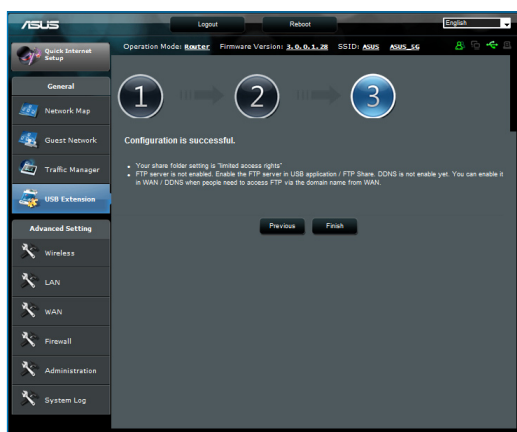 ASUS
Logout
Reboot
English
Quick Internet Setup
Operation Mode: Router Firmware Version: 3.0.0.1.28 SSID: ASUS ASUS_5G
General
Network Map
Guest Network
Traffic Manager
USB Extension
Advanced Setting
Wireless
LAN
WAN
Firewall
Administration
System Log
1
2
3
Configuration is successful.
Your share folder setting is "limited access rights"
FTP server is not enabled. Enable the FTP server in USB application / FTP Share. DDNS is not enable yet. You can enable it
in WAN / DDNS when people need to access FTP via the domain name from WAN.
Previous
Finish